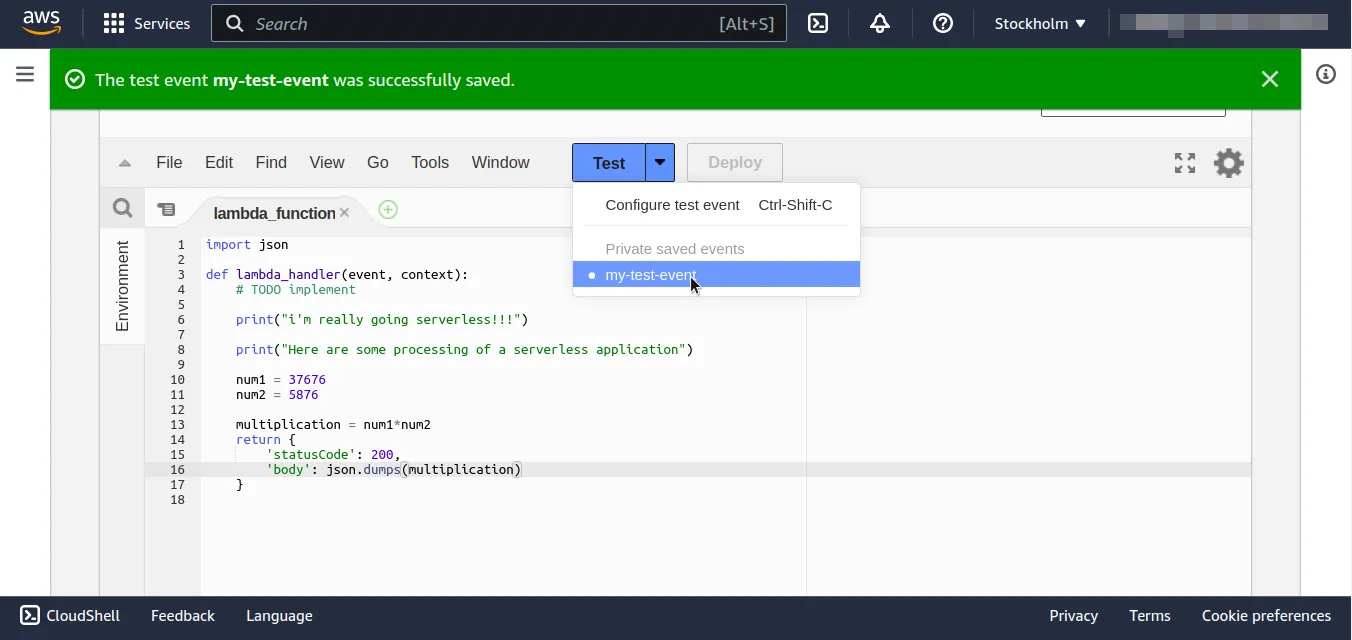 aws Services Search [Alt+S] Stockholm
The test event my-test-event was successfully saved.
File Edit Find View Go Tools Window Test Deploy
Configure test event Ctrl-Shift-C
Private saved events
my-test-event
lambda_function
Environment
1 import json
2
3 def lambda_handler(event, context):
4 # TODO implement
5
6 print("i'm really going serverless!!!")
7
8 print("Here are some processing of a serverless application")
9
10 num1 = 37676
11 num2 = 5876
12
13 multiplication = num1*num2
14 return {
15 'statusCode': 200,
16 'body': json.dumps(multiplication)
17 }
18
CloudShell Feedback Language Privacy Terms Cookie preferences